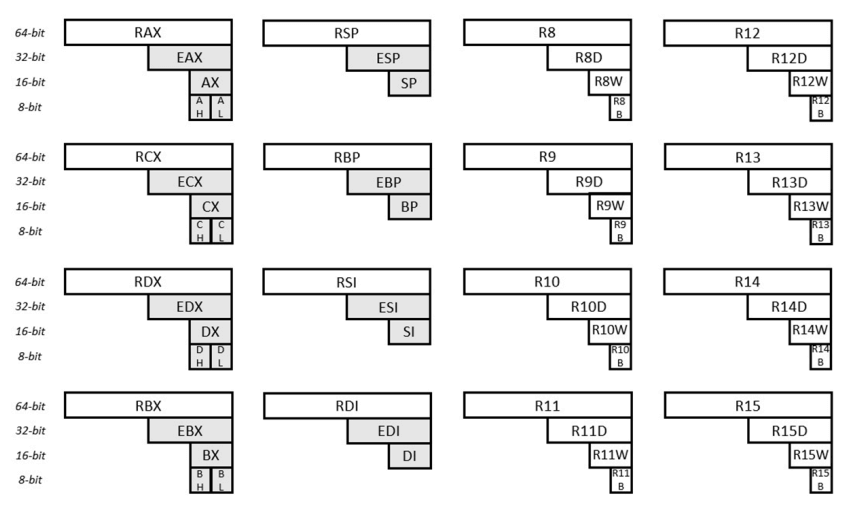 64-bit RAX RSP R8 R12
32-bit EAX ESP R8D R12D
16-bit AX SP R8W R12W
8-bit AH AL R8B R12B
64-bit RCX RBP R9 R13
32-bit ECX EBP R9D R13D
16-bit CX BP R9W R13W
8-bit CH CL R9B R13B
64-bit RDX RSI R10 R14
32-bit EDX ESI R10D R14D
16-bit DX SI R10W R14W
8-bit DH DL R10B R14B
64-bit RBX RDI R11 R15
32-bit EBX EDI R11D R15D
16-bit BX DI R11W R15W
8-bit BH BL R11B R15B